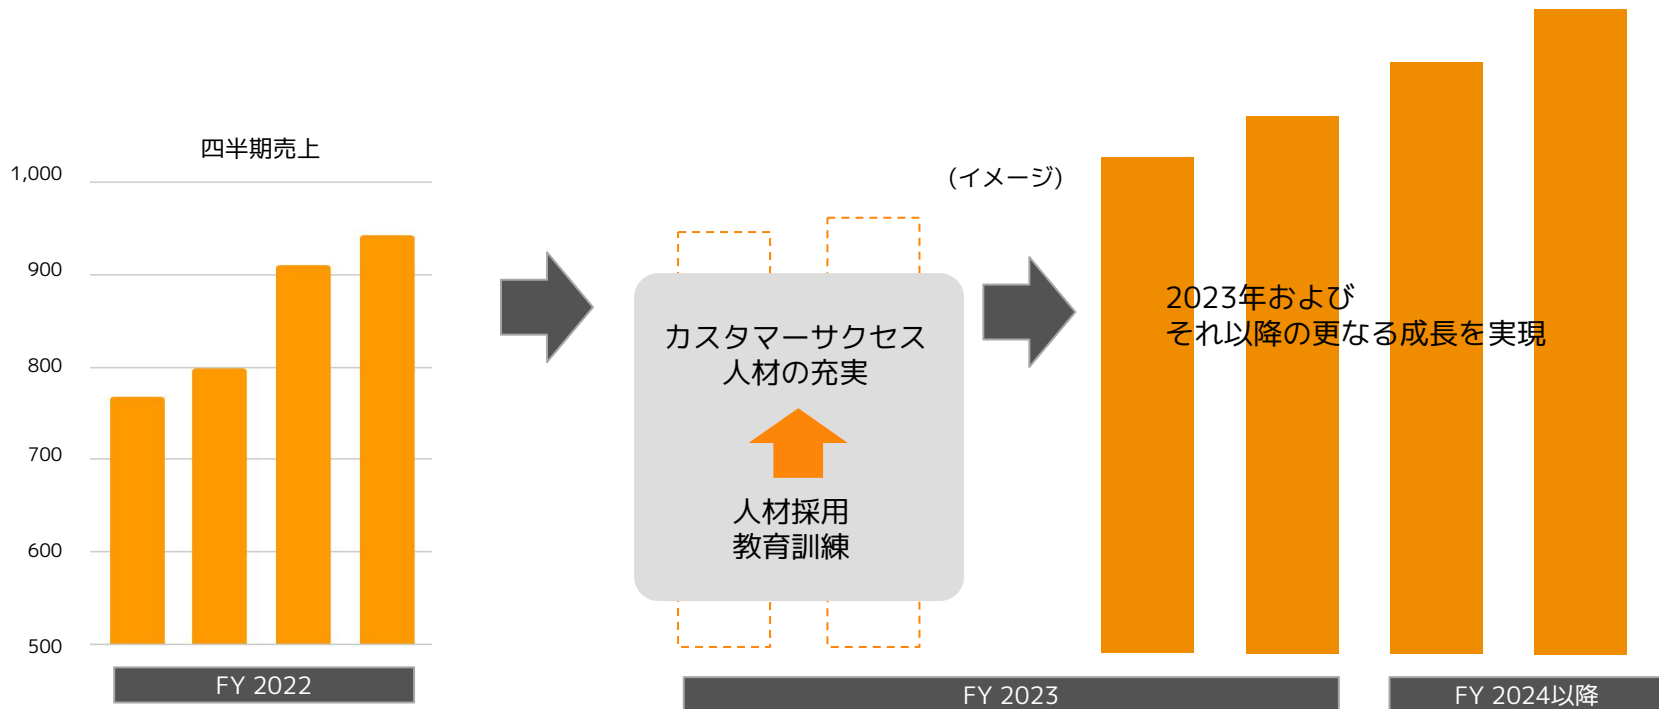 四半期売上
1,000
900
800
700
600
500
FY 2022
カスタマーサクセス
人材の充実
人材採用
教育訓練
(イメージ)
2023年および
それ以降の更なる成長を実現
FY 2023
FY 2024以降